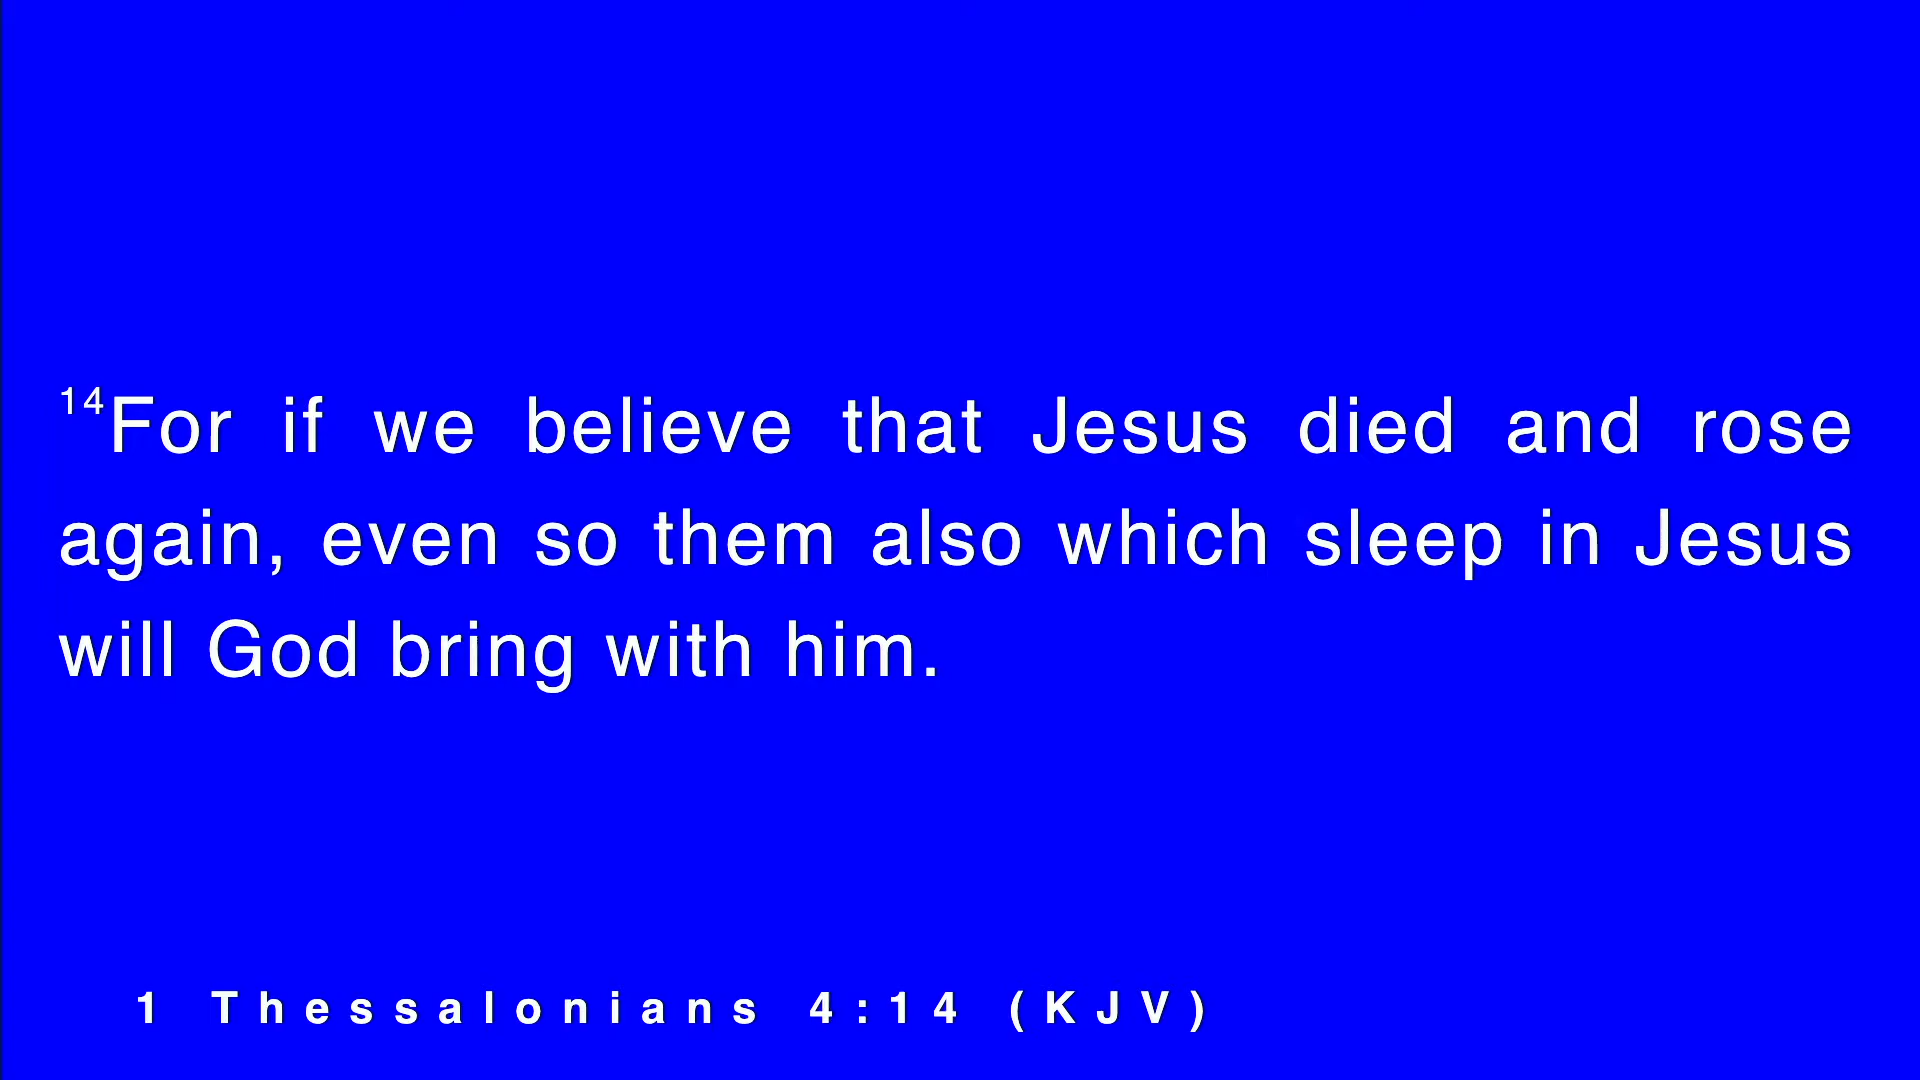 14For if we believe that Jesus died and rose
again, even so them also which sleep in Jesus
will God bring with him.
1 Thessalonians 4:14 (KJV)